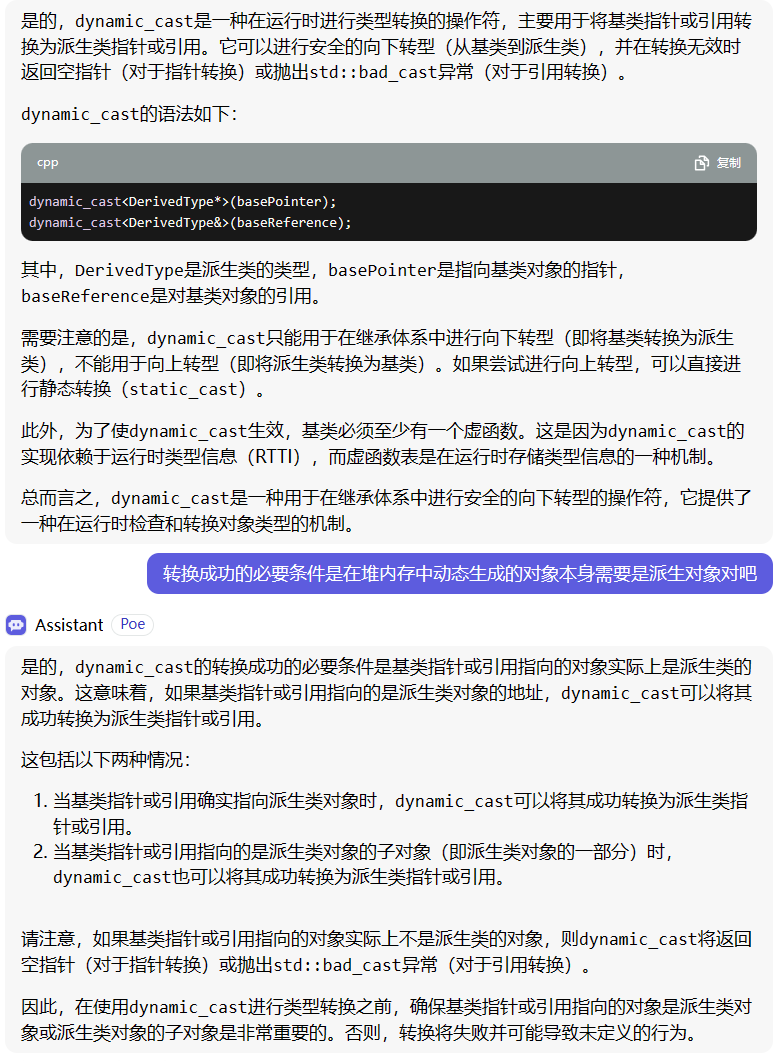 是的，dynamic_cast是一种在运行时进行类型转换的操作符，主要用于将基类指针或引用转
换为派生类指针或引用。它可以进行安全的向下转型（从基类到派生类），并在转换无效时
返回空指针（对于指针转换）或抛出std::bad_cast异常（对于引用转换）。
dynamic_cast的语法如下：
cpp 复制
dynamic_cast<DerivedType*>(basePointer);
dynamic_cast<DerivedType&>(baseReference);
其中，DerivedType是派生类的类型，basePointer是指向基类对象的指针，
baseReference是对基类对象的引用。
需要注意的是，dynamic_cast只能用于在继承体系中进行向下转型（即将基类转换为派生
类），不能用于向上转型（即将派生类转换为基类）。如果尝试进行向上转型，可以直接进
行静态转换（static_cast）。
此外，为了使dynamic_cast生效，基类必须至少有一个虚函数。这是因为dynamic_cast的
实现依赖于运行时类型信息（RTTI），而虚函数表是在运行时存储类型信息的一种机制。
总而言之，dynamic_cast是一种用于在继承体系中进行安全的向下转型的操作符，它提供了
一种在运行时检查和转换对象类型的机制。
转换成功的必要条件是在堆内存中动态生成的对象本身需要是派生对象对吧
Assistant Poe
是的，dynamic_cast的转换成功的必要条件是基类指针或引用指向的对象实际上是派生类的
对象。这意味着，如果基类指针或引用指向的是派生类对象的地址，dynamic_cast可以将其
成功转换为派生类指针或引用。
这包括以下两种情况：
1. 当基类指针或引用确实指向派生类对象时，dynamic_cast可以将其成功转换为派生类指
针或引用。
2. 当基类指针或引用指向的是派生类对象的子对象（即派生类对象的一部分）时，
dynamic_cast也可以将其成功转换为派生类指针或引用。
请注意，如果基类指针或引用指向的对象实际上不是派生类的对象，则dynamic_cast将返回
空指针（对于指针转换）或抛出std::bad_cast异常（对于引用转换）。
因此，在使用dynamic_cast进行类型转换之前，确保基类指针或引用指向的对象是派生类对
象或派生类对象的子对象是非常重要的。否则，转换将失败并可能导致未定义的行为。